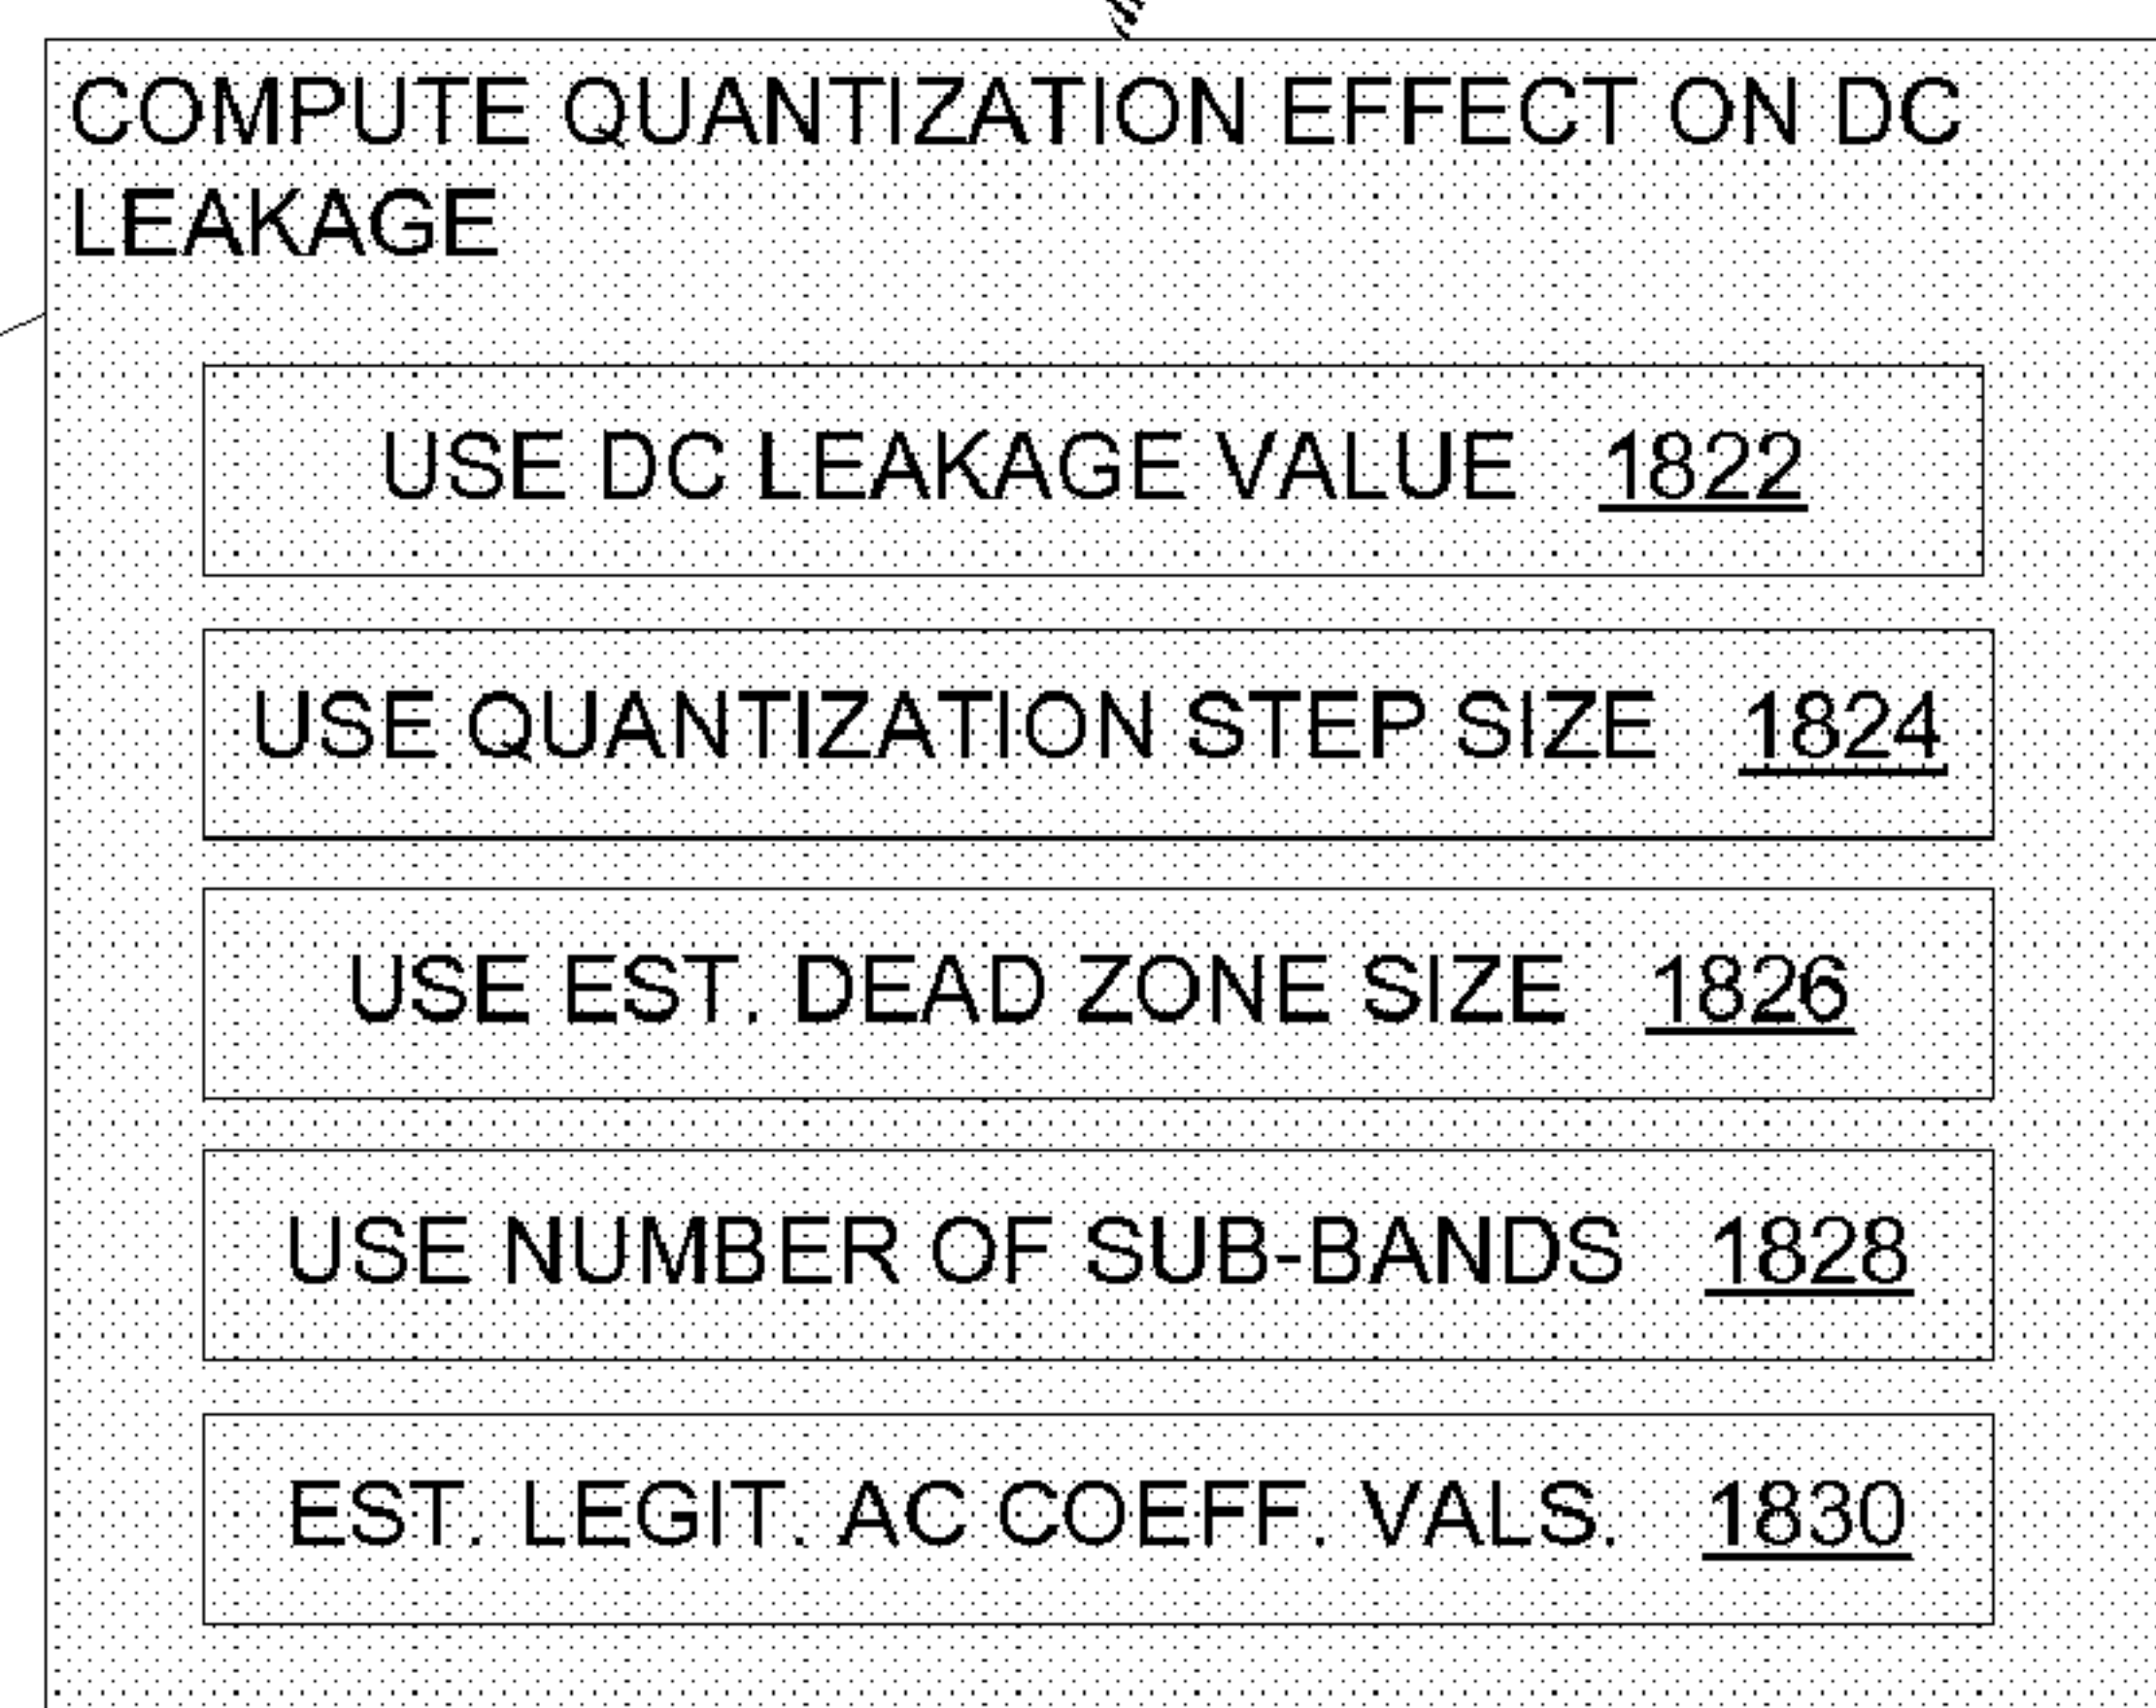 COMPUTE QUANTIZATION EFFECT ON DC
LEAKAGE
USE DC LEAKAGE VALUE 1822
USE QUANTIZATION STEP SIZE 1824
USE EST. DEAD ZONE SIZE 1826
USE NUMBER OF SUB-BANDS 1828
EST. LEGIT. AC COEFF. VALS. 1830